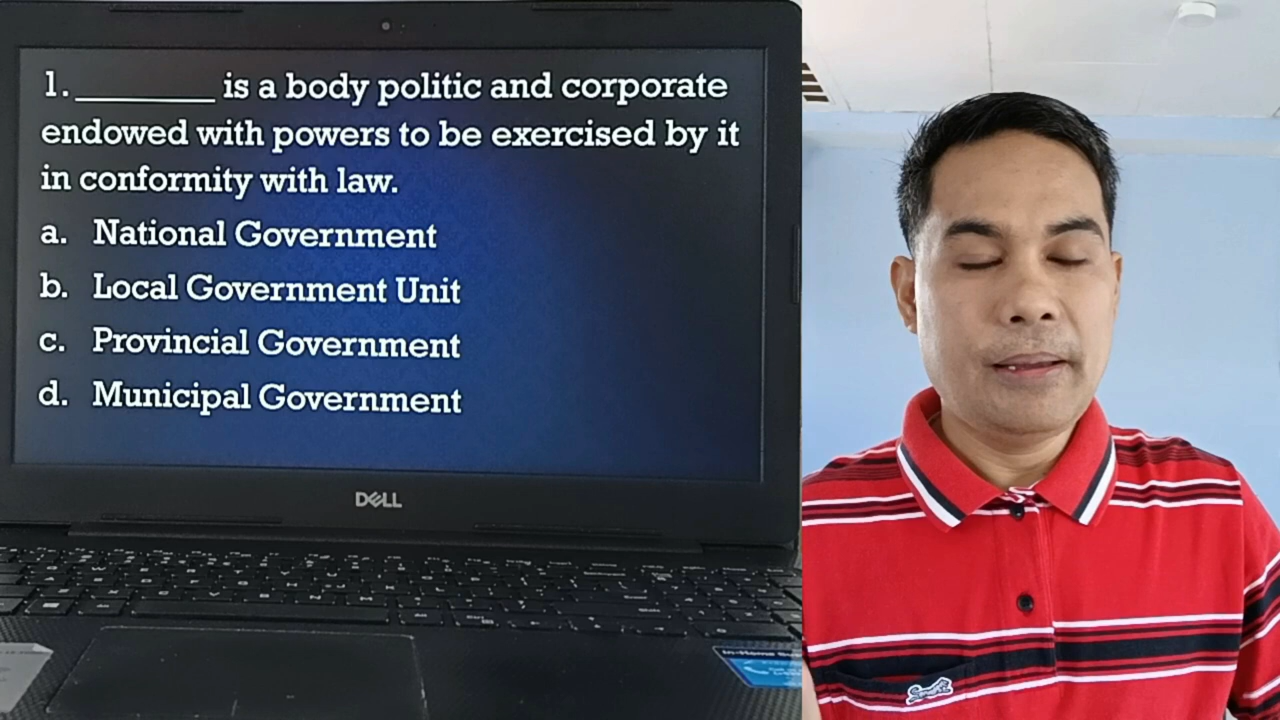 1.________ is a body politic and corporate
endowed with powers to be exercised by it
in conformity with law.
a. National Government
b. Local Government Unit
c. Provincial Government
d. Municipal Government
DELL